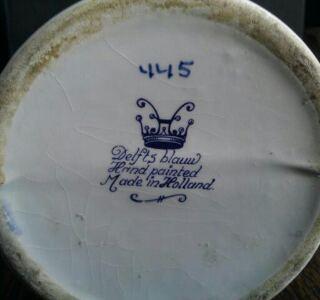 445
Delfts blauw
Hand painted
Made in Holland.